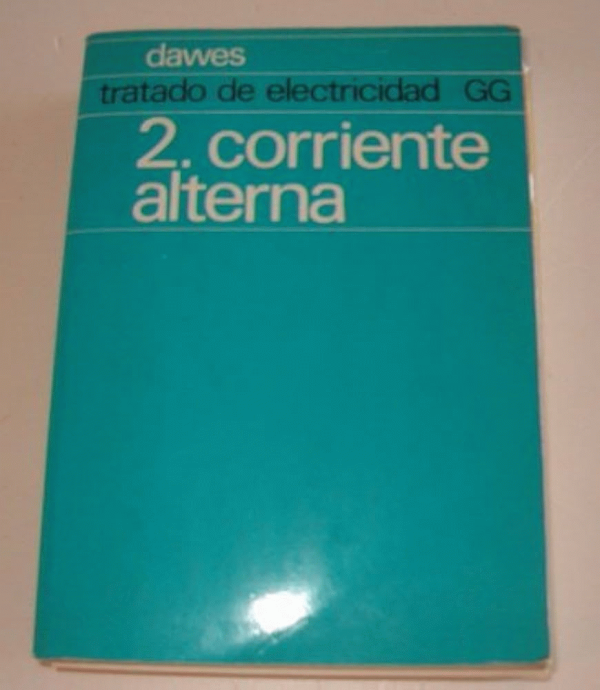 dawes
tratado de electricidad GG
2. corriente
alterna